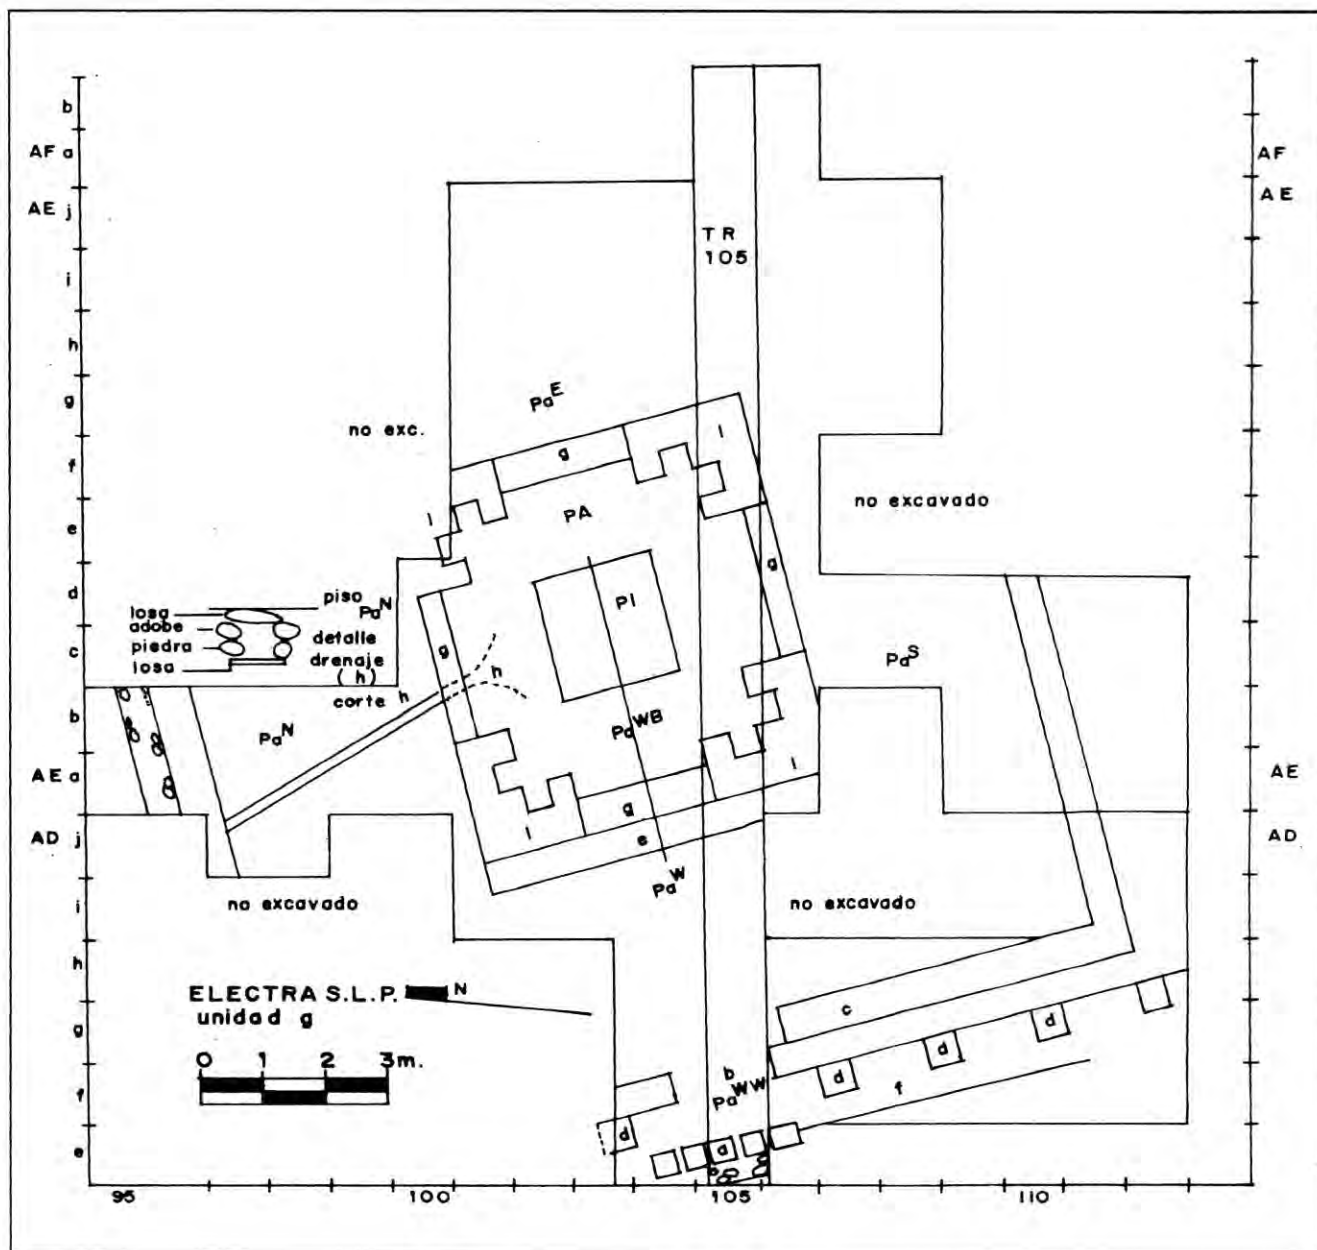 b
AF a
AE j
i
h
g
f
e
d
c
b
AE a
AD j
i
h
g
f
e
AF
AE
AE
AD
TR
105
Pa E
no exc.
g
l
l
PA
no excavado
g
PI
piso
losa
Pa N
adobe
detalle
piedra
drenaje
losa
(h)
corte
h
g
Pa S
Pa N
Pa WB
l
g
l
e
Pa W
no excavado
no excavado
ELECTRA S.L.P.
N
unidad g
0 1 2 3m.
c
d
d
d
b
Pa WW
f
d
a
95 100 105 110